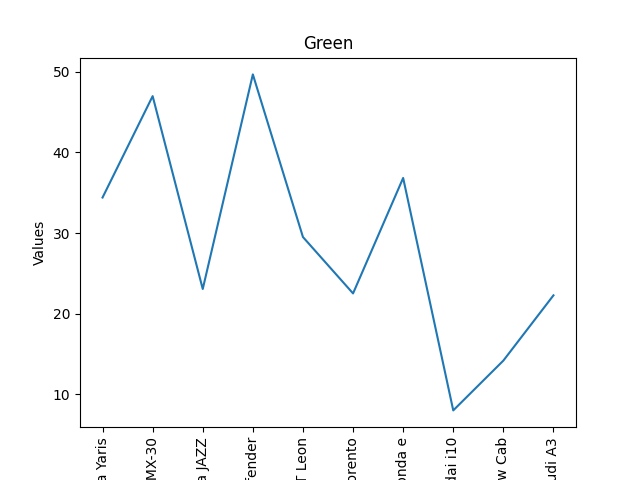 Green
Values
50
40
30
20
10
a Yaris
MX-30
a JAZZ
fender
T Leon
orento
onda e
dai i10
w Cab
udi A3